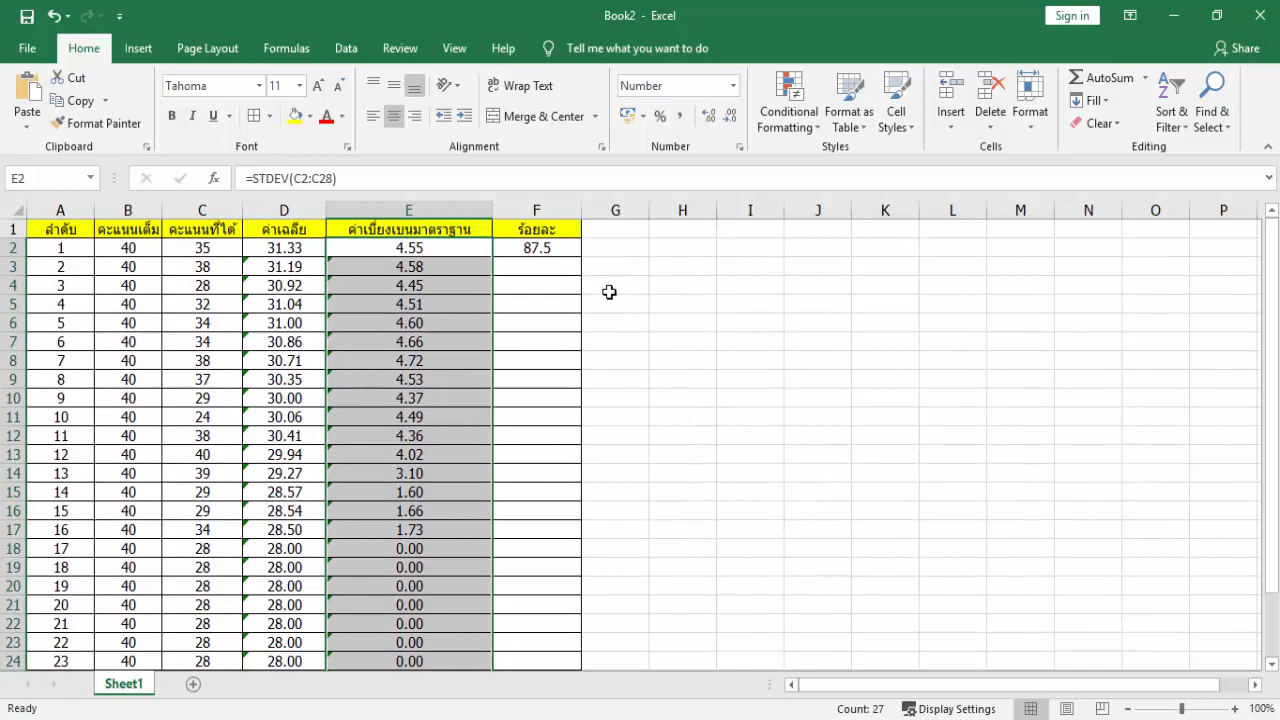 Book2 - Excel
Sign in
File Home Insert Page Layout Formulas Data Review View Help Tell me what you want to do Share
Paste Cut Copy Format Painter
Clipboard
Tahoma 11 A A
B I U A
Font
ab Wrap Text
Merge & Center
Alignment
Number
% , .00
Number
Conditional Formatting
Format as Table
Cell Styles
Styles
Insert Delete Format
Cells
AutoSum
Fill
Clear
Sort & Filter
Find & Select
Editing
E2 fx =STDEV(C2:C28)
A B C D E F G H I J K L M N O P
1 ลำดับ คะแนนเต็ม คะแนนที่ได้ ค่าเฉลี่ย ค่าเบี่ยงเบนมาตราฐาน ร้อยละ
2 1 40 35 31.33 4.55 87.5
3 2 40 38 31.19 4.58
4 3 40 28 30.92 4.45
5 4 40 32 31.04 4.51
6 5 40 34 31.00 4.60
7 6 40 34 30.86 4.66
8 7 40 38 30.71 4.72
9 8 40 37 30.35 4.53
10 9 40 29 30.00 4.37
11 10 40 24 30.06 4.49
12 11 40 38 30.41 4.36
13 12 40 40 29.94 4.02
14 13 40 39 29.27 3.10
15 14 40 29 28.57 1.60
16 15 40 29 28.54 1.66
17 16 40 34 28.50 1.73
18 17 40 28 28.00 0.00
19 18 40 28 28.00 0.00
20 19 40 28 28.00 0.00
21 20 40 28 28.00 0.00
22 21 40 28 28.00 0.00
23 22 40 28 28.00 0.00
24 23 40 28 28.00 0.00
Sheet1
Ready Count: 27 Display Settings 100%